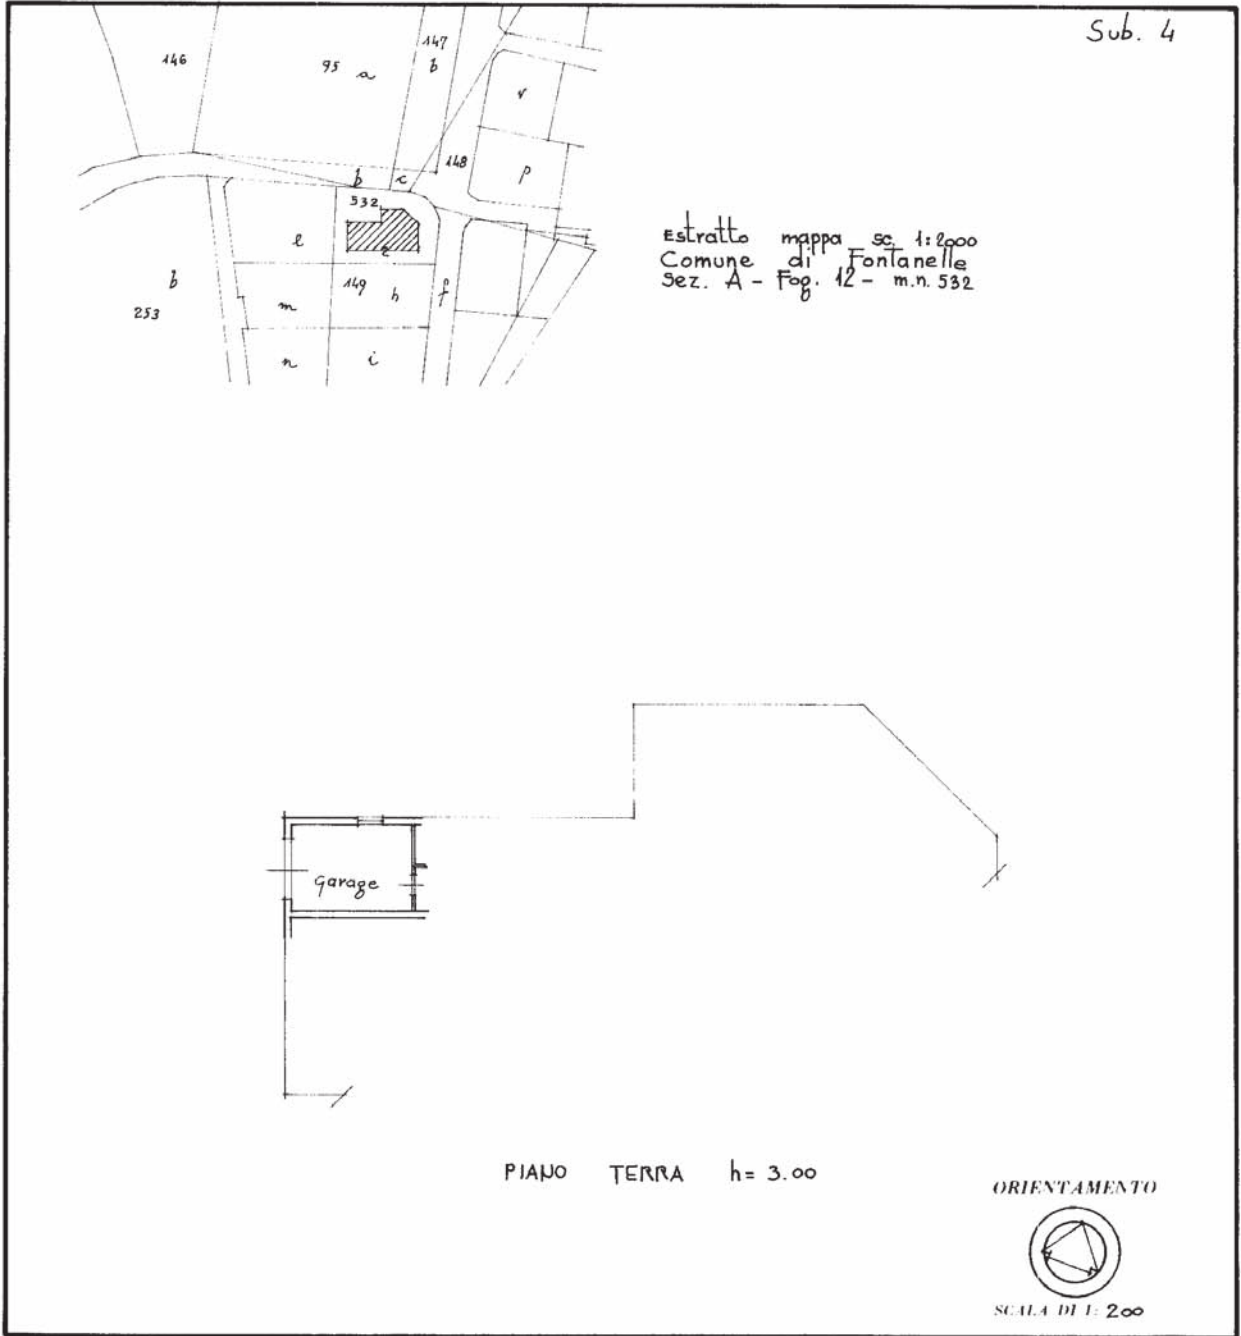 Sub. 4
146
95 a
147
b
v
148
p
b
c
532
e
2
b
253
149 h
f
m
n
i
Estratto mappa sc. 1:2000
Comune di Fontanelle
Sez. A - Fog. 12 - m.n. 532
Garage
PIANO TERRA h= 3.00
ORIENTAMENTO
SCALA DI 1: 200